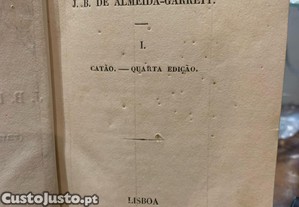 J. B. DE ALMEIDA-GARRETT.
I.
CATÃO. — QUARTA EDIÇÃO.
LISBOA
CustoJusto.pt